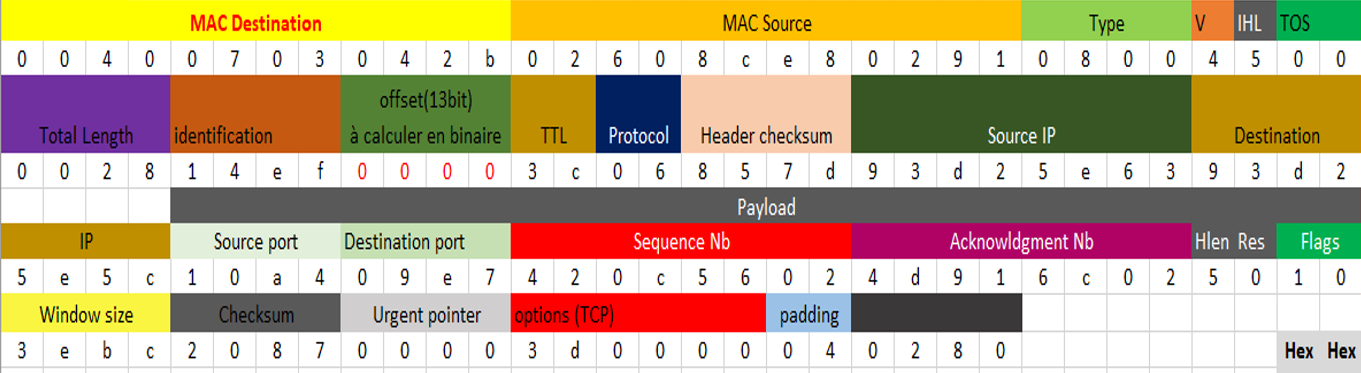 MAC Destination MAC Source Type V IHL TOS
0 0 4 0 0 7 0 3 0 4 2 b 0 2 6 0 8 c e 8 0 2 9 1 0 8 0 0 4 5 0 0
offset(13bit)
Total Length identification à calculer en binaire TTL Protocol Header checksum Source IP Destination
0 0 2 8 1 4 e f 0 0 0 0 3 c 0 6 8 5 7 d 9 3 d 2 5 e 6 3 9 3 d 2
Payload
IP Source port Destination port Sequence Nb Acknowldgment Nb Hlen Res Flags
5 e 5 c 1 0 a 4 0 9 e 7 4 2 0 c 5 6 0 2 4 d 9 1 6 c 0 2 5 0 1 0
Window size Checksum Urgent pointer options (TCP) padding
3 e b c 2 0 8 7 0 0 0 0 3 d 0 0 0 0 0 4 0 2 8 0 Hex Hex